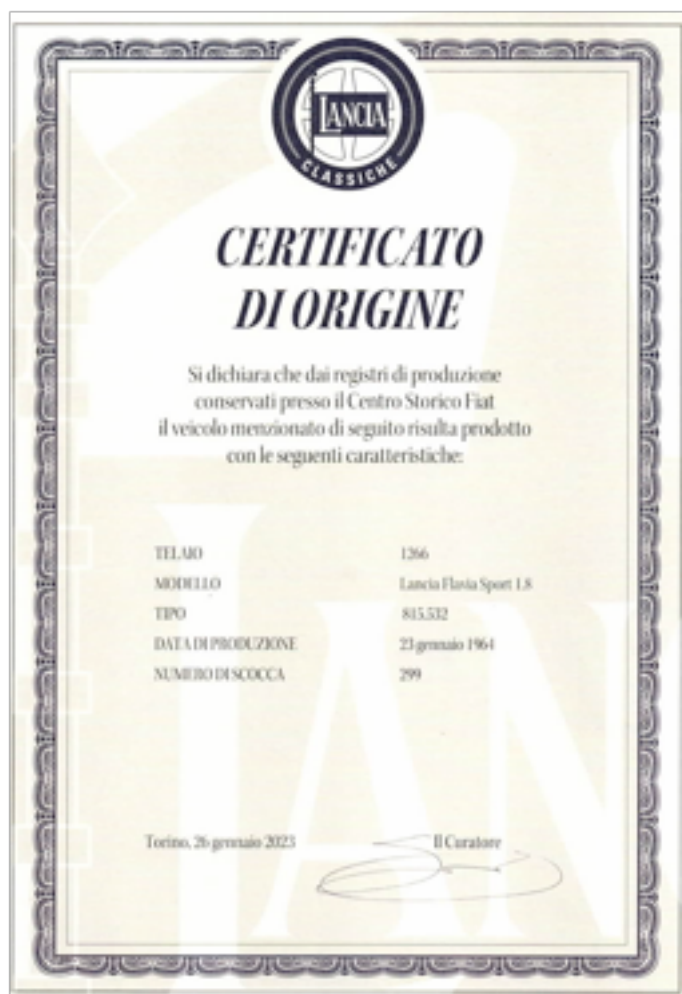 LANCIA
CLASSICHE
CERTIFICATO
DI ORIGINE
Si dichiara che dai registri di produzione
conservati presso il Centro Storico Fiat
il veicolo menzionato di seguito risulta prodotto
con le seguenti caratteristiche:
TELAIO 1266
MODELLO Lancia Flavia Sport 1.8
TIPO 815.532
DATA DI PRODUZIONE 23 gennaio 1964
NUMERO DI SCOCCA 299
Torino, 26 gennaio 2023 Il Curatore